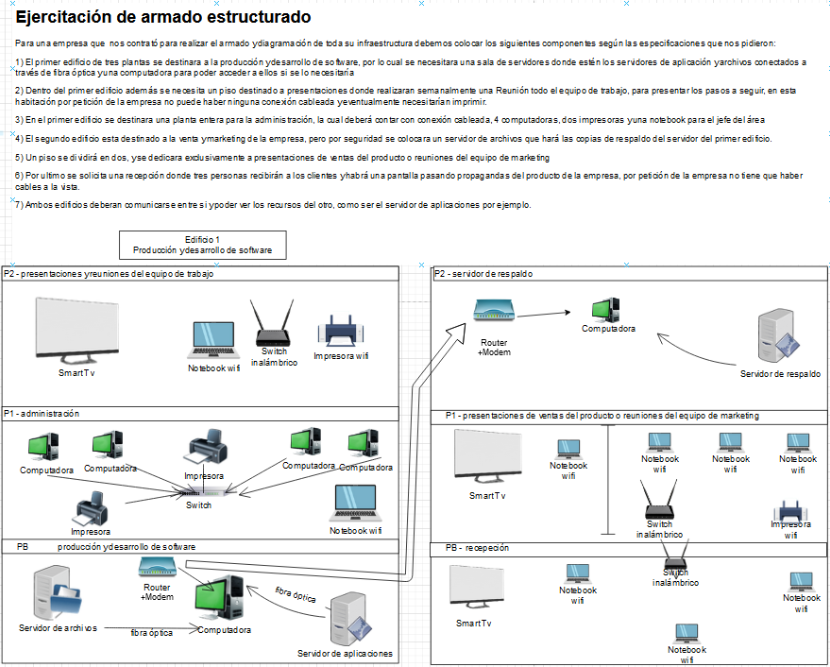 Ejercitación de armado estructurado
Para una empresa que nos contrató para realizar el armado y diagramación de toda su infraestructura debemos colocar los siguientes componentes según las especificaciones que nos pidieron:
1) El primer edificio de tres plantas se destinara a la producción y desarrollo de software, por lo cual se necesitara una sala de servidores donde estén los servidores de aplicación y archivos conectados a
través de fibra óptica y una computadora para poder acceder a ellos si se lo necesitaría
2) Dentro del primer edificio además se necesita un piso destinado a presentaciones donde realizaran semanalmente una Reunión todo el equipo de trabajo, para presentar los pasos a seguir, en esta
habitación por petición de la empresa no puede haber ninguna conexión cableada y eventualmente necesitarían imprimir.
3) En el primer edificio se destinara una planta entera para la administración, la cual deberá contar con conexión cableada, 4 computadoras, dos impresoras y una notebook para el jefe del área
4) El segundo edificio esta destinado a la venta y marketing de la empresa, pero por seguridad se colocara un servidor de archivos que hará las copias de respaldo del servidor del primer edificio.
5) Un piso se dividirá en dos, y se dedicara exclusivamente a presentaciones de ventas del producto o reuniones del equipo de marketing
6) Por ultimo se solicita una recepción donde tres personas recibirán a los clientes y habrá una pantalla pasando propagandas del producto de la empresa, por petición de la empresa no tiene que haber
cables a la vista.
7) Ambos edificios deberan comunicarse entre si y poder ver los recursos del otro, como ser el servidor de aplicaciones por ejemplo.
Edificio 1
Producción y desarrollo de software
P2 - presentaciones y reuniones del equipo de trabajo
SmartTv
Notebook wifi
Switch
inalámbrico
Impresora wifi
P1 - administración
Computadora
Computadora
Impresora
Computadora
Computadora
Switch
Impresora
Notebook wifi
PB producción y desarrollo de software
Router
+Modem
Servidor de archivos
fibra óptica
Computadora
fibra óptica
Servidor de aplicaciones
P2 - servidor de respaldo
Router
+Modem
Computadora
Servidor de respaldo
P1 - presentaciones de ventas del producto o reuniones del equipo de marketing
SmartTv
Notebook
wifi
Notebook
wifi
Notebook
wifi
Notebook
wifi
Switch
inalámbrico
Impresora
wifi
PB - recepeción
SmartTv
Notebook
wifi
Switch
inalámbrico
Notebook
wifi
Notebook
wifi